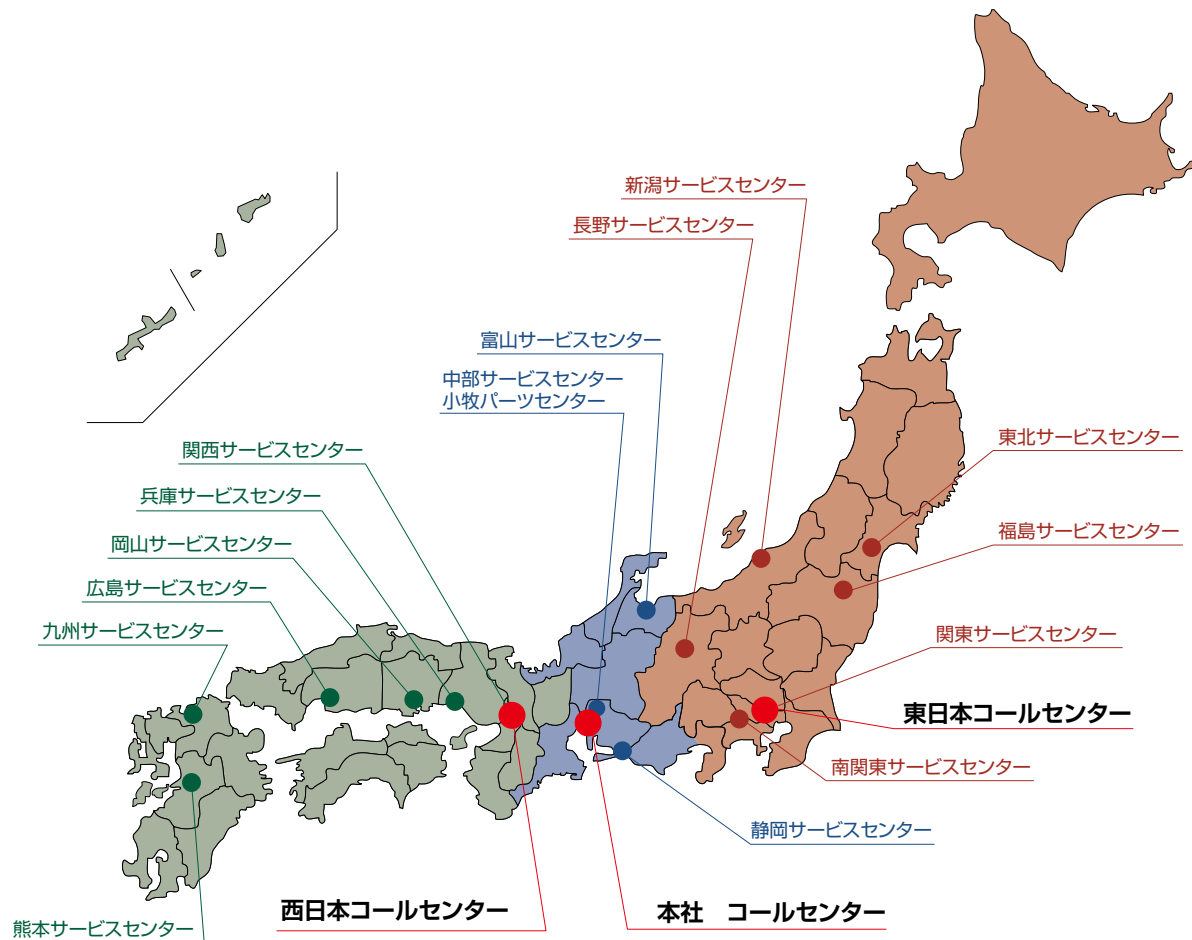 新潟サービスセンター
長野サービスセンター
富山サービスセンター
中部サービスセンター
小牧パーツセンター
関西サービスセンター
兵庫サービスセンター
岡山サービスセンター
広島サービスセンター
九州サービスセンター
東北サービスセンター
福島サービスセンター
関東サービスセンター
東日本コールセンター
南関東サービスセンター
静岡サービスセンター
西日本コールセンター
本社　コールセンター
熊本サービスセンター